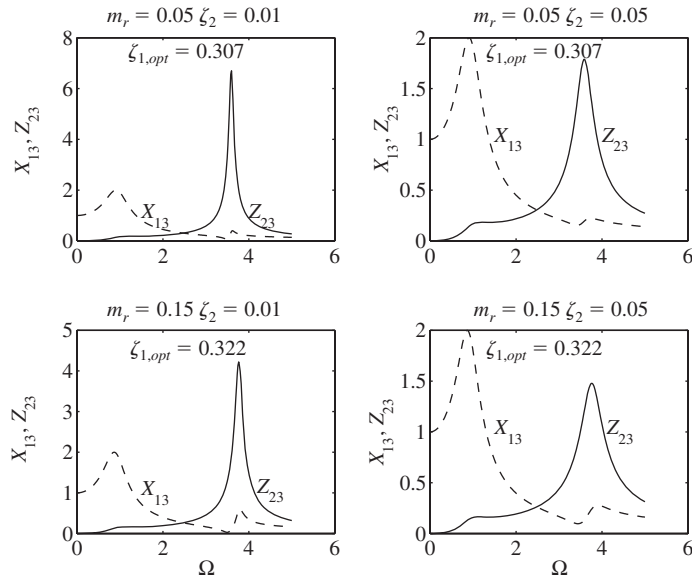 m_r = 0.05 ζ_2 = 0.01
8
6
4
2
0
X_13, Z_23
ζ_1,opt = 0.307
X_13
Z_23
0 2 4 6
m_r = 0.05 ζ_2 = 0.05
2
1.5
1
0.5
0
X_13, Z_23
ζ_1,opt = 0.307
X_13
Z_23
0 2 4 6
m_r = 0.15 ζ_2 = 0.01
5
4
3
2
1
0
X_13, Z_23
ζ_1,opt = 0.322
X_13
Z_23
0 2 4 6
Ω
m_r = 0.15 ζ_2 = 0.05
2
1.5
1
0.5
0
X_13, Z_23
ζ_1,opt = 0.322
X_13
Z_23
0 2 4 6
Ω